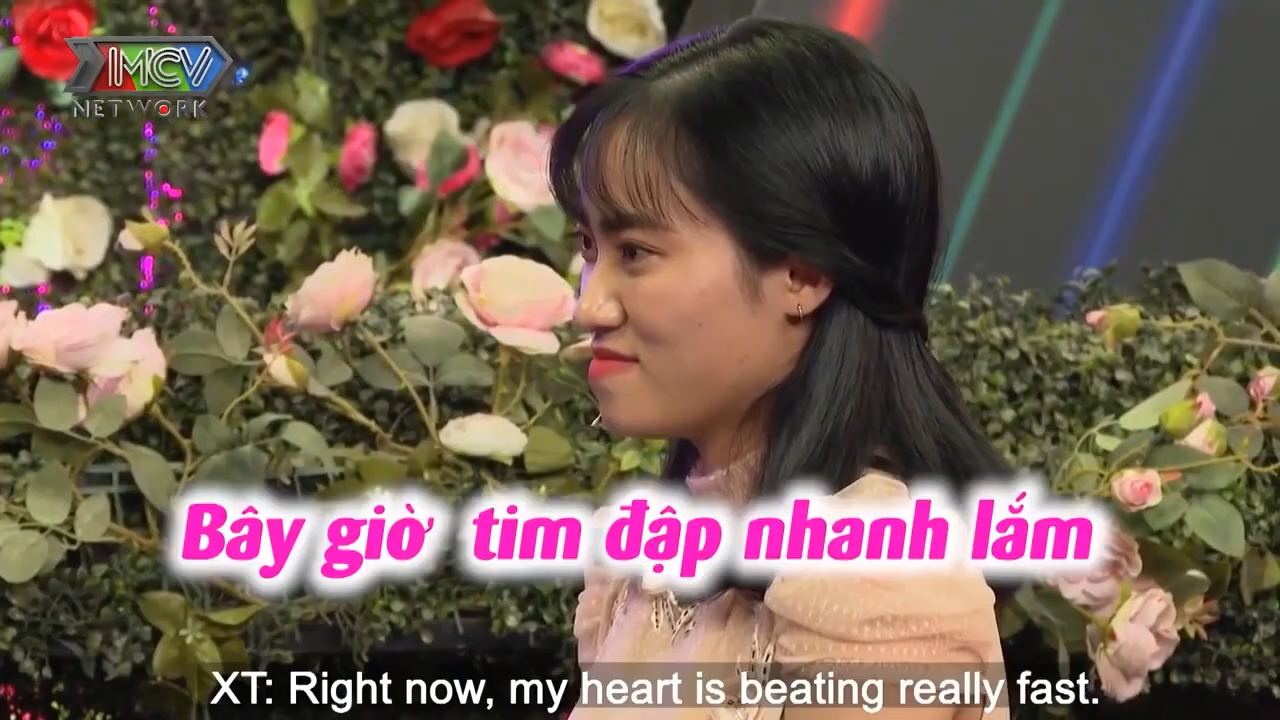 MCV
NETWORK
Bây giờ tim đập nhanh lắm
XT: Right now, my heart is beating really fast.